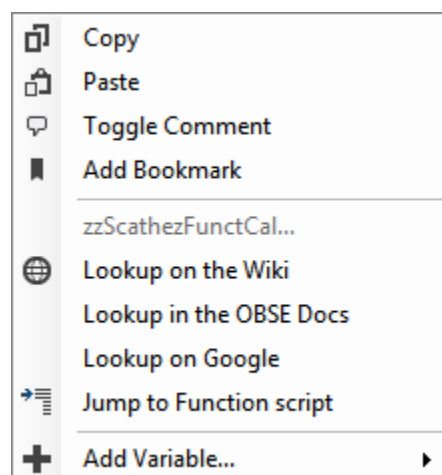 Copy
Paste
Toggle Comment
Add Bookmark
zzScathezFunctCal...
Lookup on the Wiki
Lookup in the OBSE Docs
Lookup on Google
Jump to Function script
Add Variable...